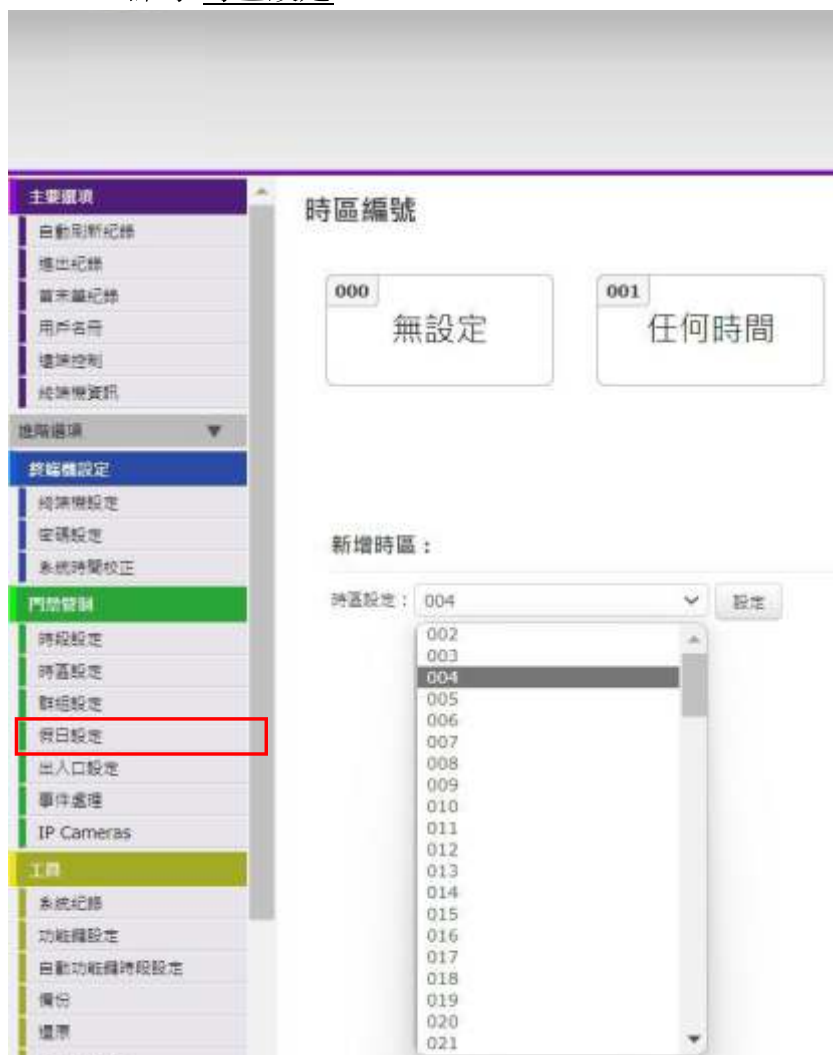 主要選項
自動刷新紀錄
進出紀錄
首末筆紀錄
用戶名冊
遠端控制
終端機資訊
進階選項
終端機設定
終端機設定
密碼設定
系統時間校正
門禁管制
時段設定
時區設定
群組設定
假日設定
出入口設定
事件處理
IP Cameras
工具
系統紀錄
功能鍵設定
自動功能鍵時段設定
備份
還原
時區編號
000
無設定
001
任何時間
新增時區：
時區設定： 004 設定
002
003
004
005
006
007
008
009
010
011
012
013
014
015
016
017
018
019
020
021